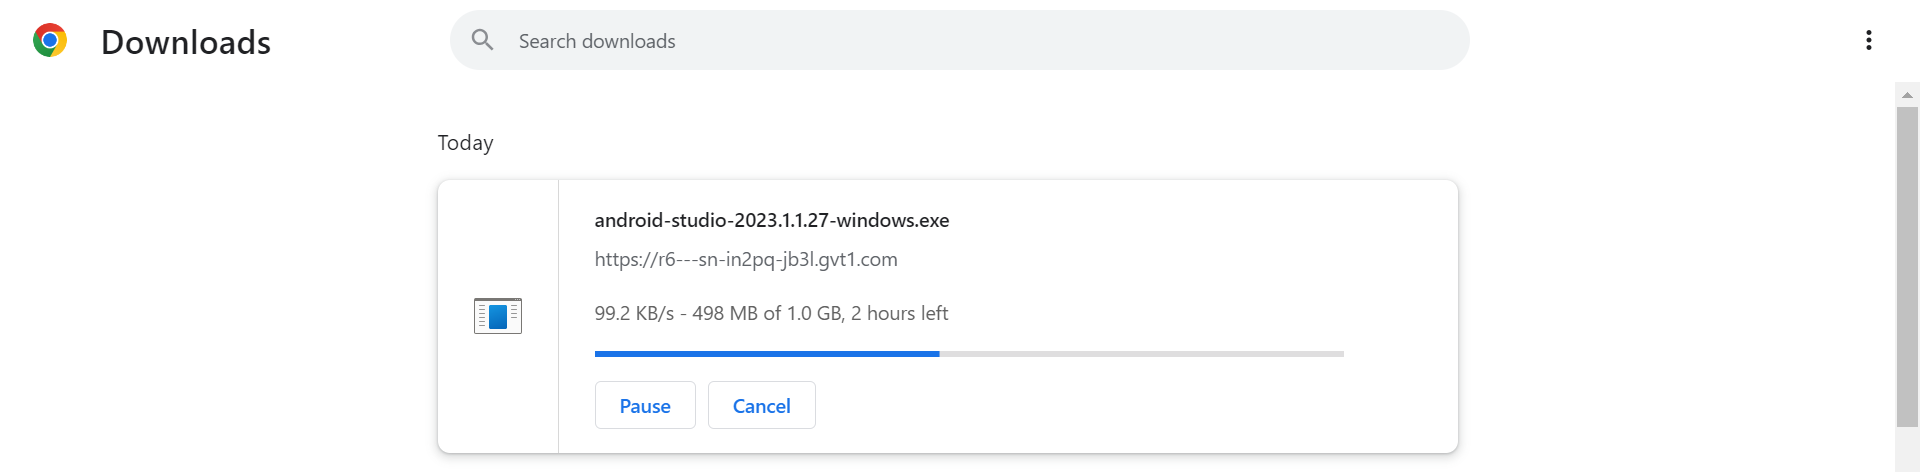 Downloads
Search downloads
Today
android-studio-2023.1.1.27-windows.exe
https://r6---sn-in2pq-jb3l.gvt1.com
99.2 KB/s - 498 MB of 1.0 GB, 2 hours left
Pause
Cancel